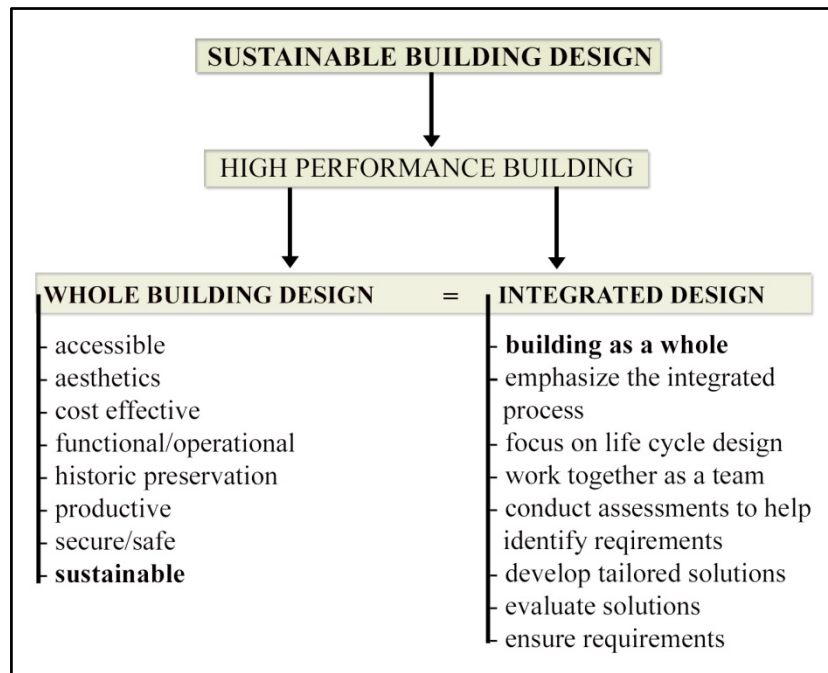 SUSTAINABLE BUILDING DESIGN
HIGH PERFORMANCE BUILDING
WHOLE BUILDING DESIGN = INTEGRATED DESIGN
- accessible
- aesthetics
- cost effective
- functional/operational
- historic preservation
- productive
- secure/safe
- sustainable
- building as a whole
- emphasize the integrated
process
- focus on life cycle design
- work together as a team
- conduct assessments to help
identify reqirements
- develop tailored solutions
- evaluate solutions
- ensure requirements